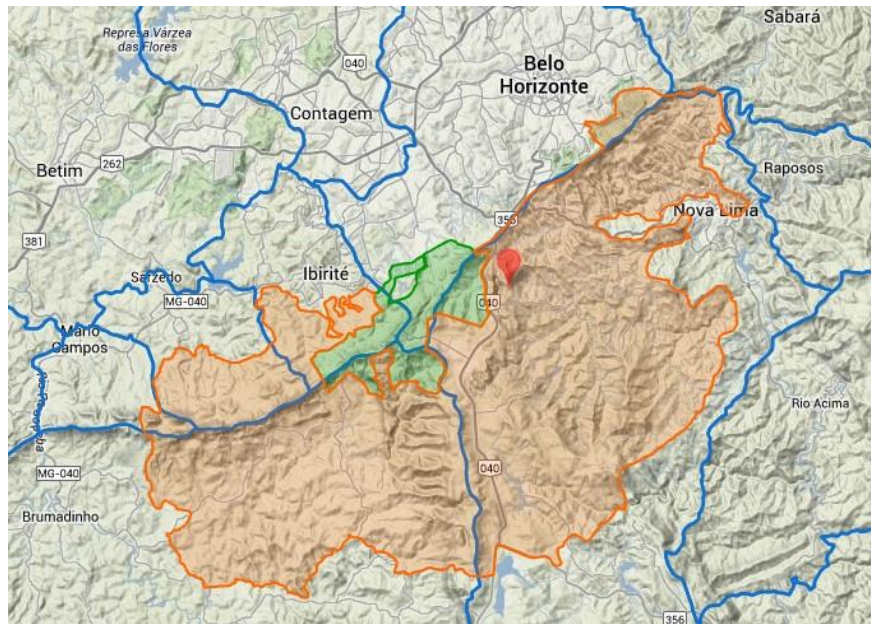 Represa Várzea
das Flores
Sabará
040
Belo
Horizonte
Contagem
262
Betim
Raposos
356
Nova Lima
381
Ibirité
Sarzedo
MG-040
040
Mário
Campos
Rio Acima
040
MG-040
Brumadinho
356